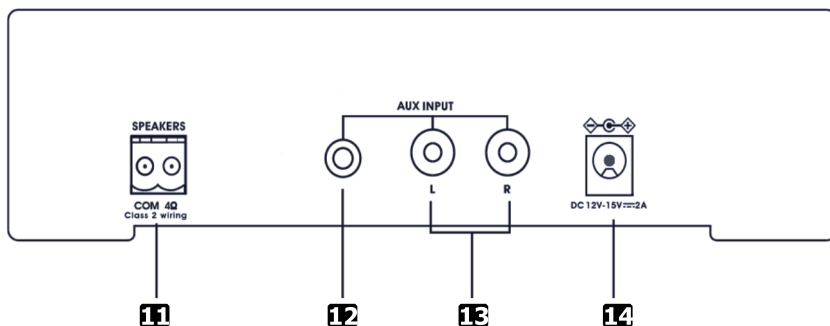 AUX INPUT
SPEAKERS
L R
COM 4Ω
Class 2 wiring
DC 12V-15V⎓2A
11 12 13 14